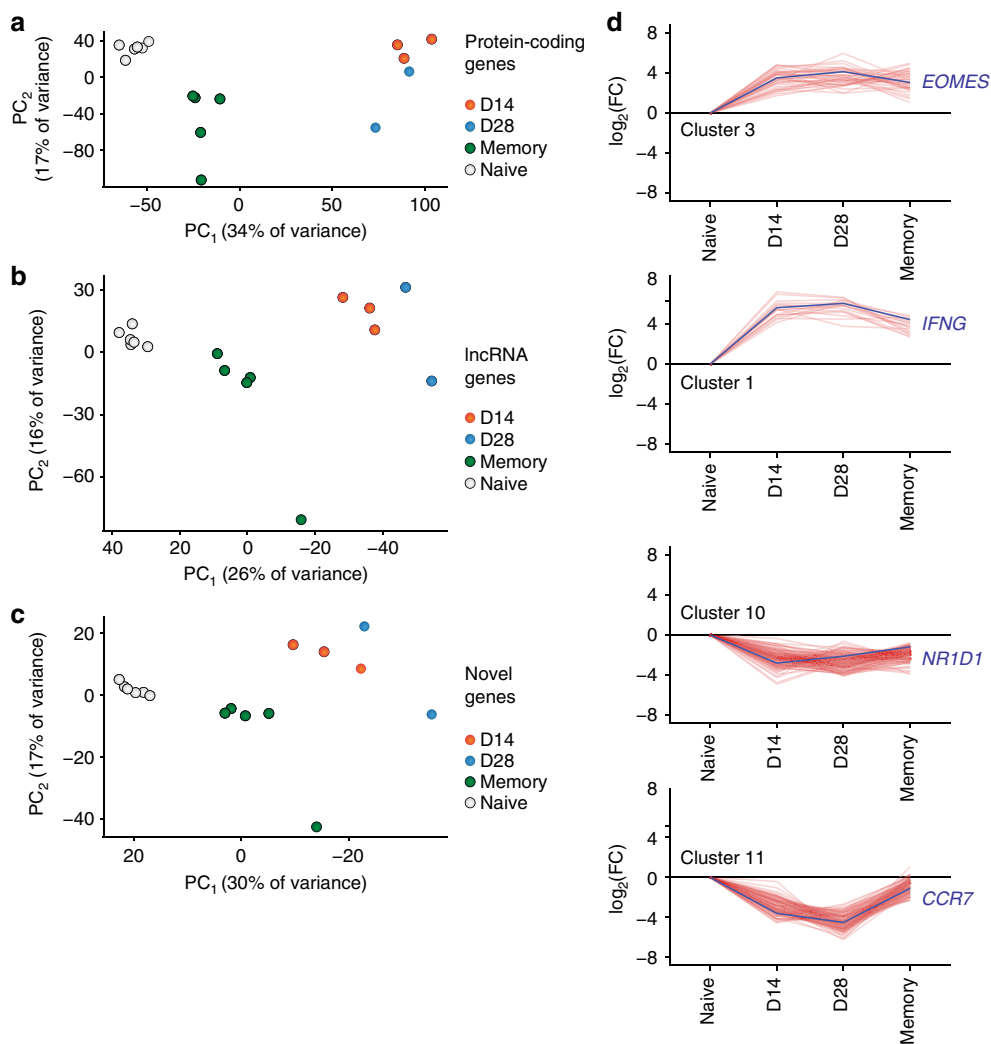 a
40
0
−40
−80
PC2
(17% of variance)
−50
0
50
100
PC1 (34% of variance)
Protein-coding
genes
D14
D28
Memory
Naive
b
30
0
−30
−60
PC2 (16% of variance)
40
20
0
−20
−40
PC1 (26% of variance)
lncRNA
genes
D14
D28
Memory
Naive
c
20
0
−20
−40
PC2 (17% of variance)
20
0
−20
PC1 (30% of variance)
Novel
genes
D14
D28
Memory
Naive
d
8
4
0
−4
−8
log2(FC)
Cluster 3
EOMES
Naive
D14
D28
Memory
8
4
0
−4
−8
log2(FC)
Cluster 1
IFNG
Naive
D14
D28
Memory
8
4
0
−4
−8
Cluster 10
NR1D1
Naive
D14
D28
Memory
8
4
0
−4
−8
log2(FC)
Cluster 11
CCR7
Naive
D14
D28
Memory